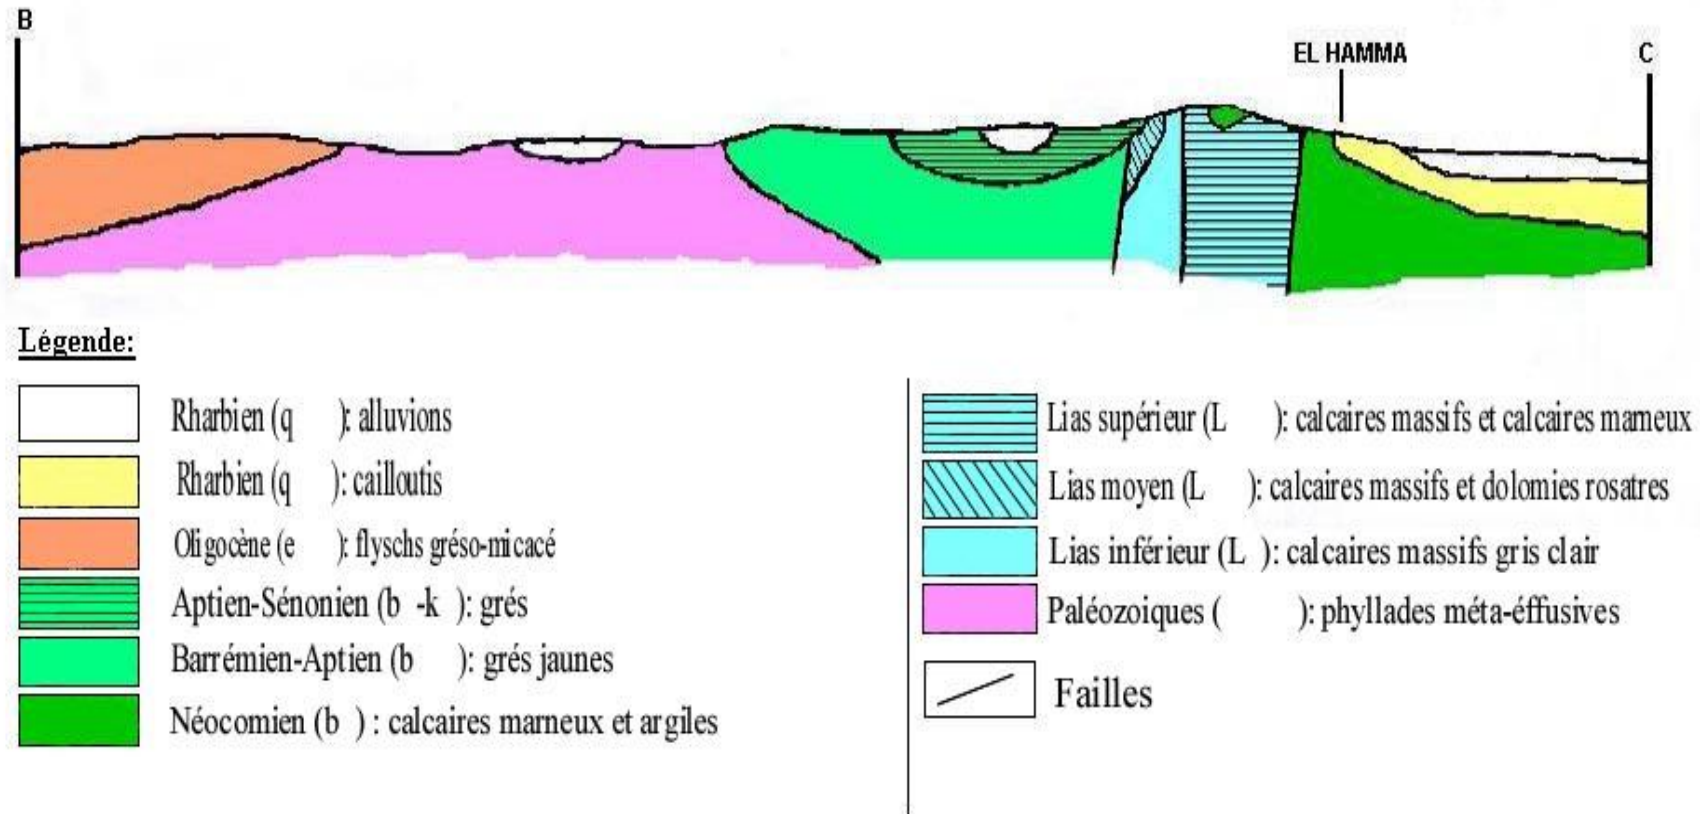 B
EL HAMMA
C
Légende:
Rharbien (q ): alluvions
Rharbien (q ): cailloutis
Oligocène (e ): flyschs gréso-micacé
Aptien-Sénonien (b -k ): grés
Barrémien-Aptien (b ): grés jaunes
Néocomien (b ) : calcaires marneux et argiles
Lias supérieur (L ): calcaires massifs et calcaires marneux
Lias moyen (L ): calcaires massifs et dolomies rosatres
Lias inférieur (L ): calcaires massifs gris clair
Paléozoiques ( ): phyllades méta-éffusives
Failles